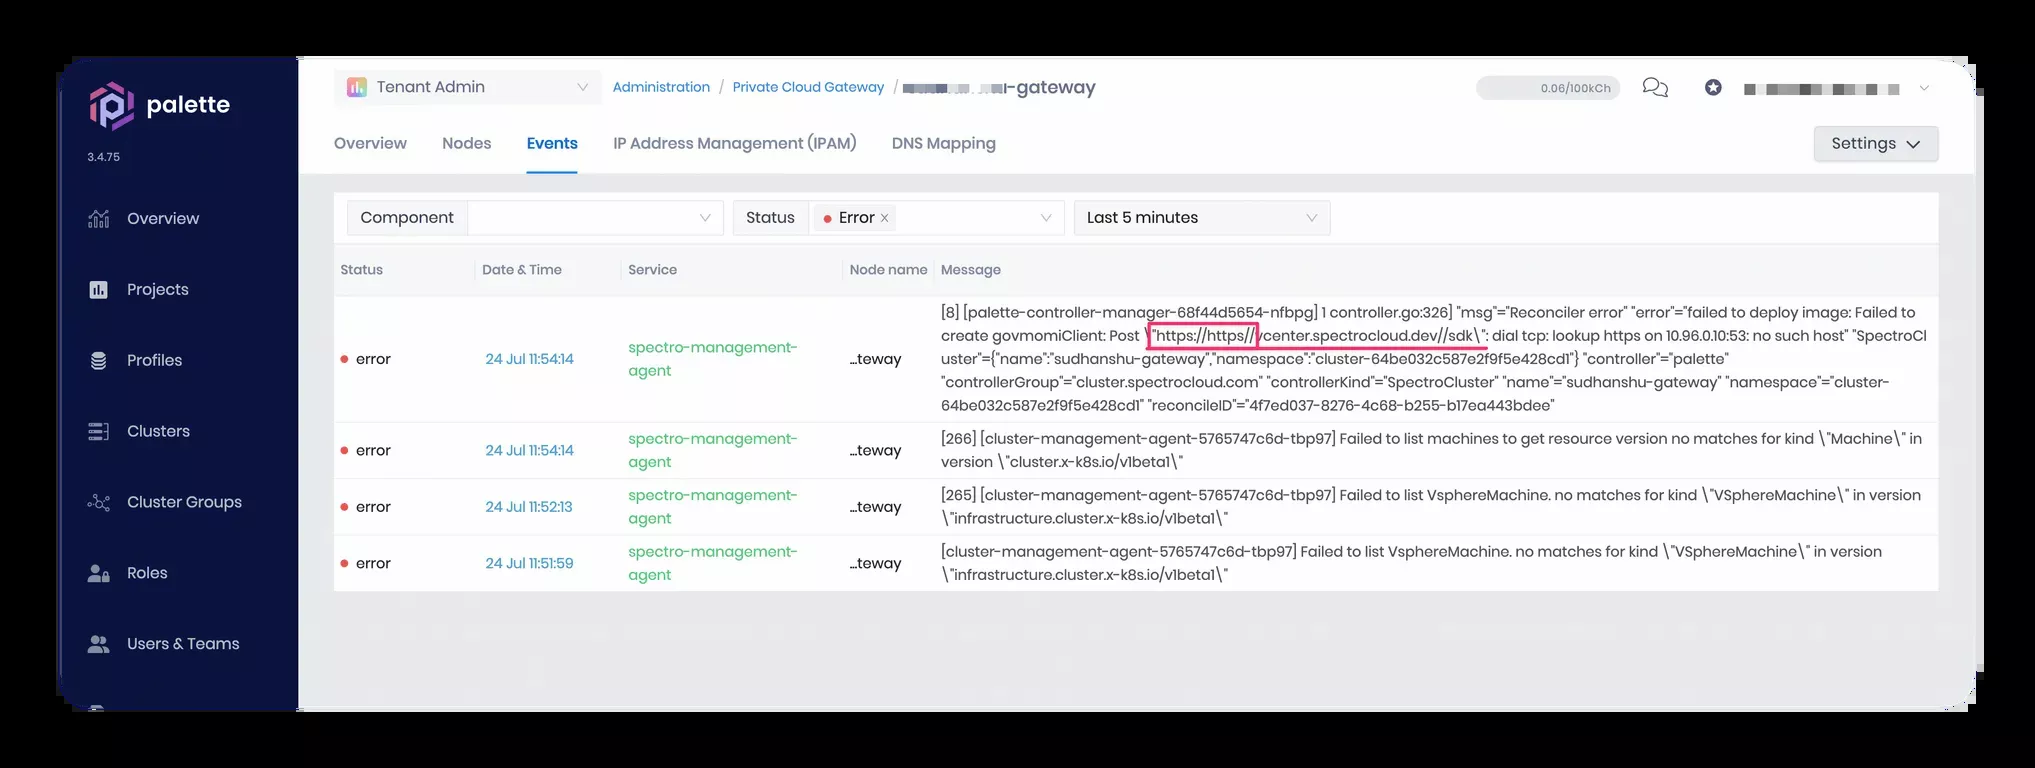 palette
3.4.75
Overview
Projects
Profiles
Clusters
Cluster Groups
Roles
Users & Teams
Tenant Admin
Administration / Private Cloud Gateway / i-gateway
0.06/100kCh
Overview Nodes Events IP Address Management (IPAM) DNS Mapping
Settings
Component Status Error × Last 5 minutes
Status Date & Time Service Node name Message
error 24 Jul 11:54:14 spectro-management-
agent
...teway
[8] [palette-controller-manager-68f44d5654-nfbpg] 1 controller.go:326] "msg"="Reconciler error" "error"="failed to deploy image: Failed to
create govmomiClient: Post \"https://https//vcenter.spectrocloud.dev//sdk\": dial tcp: lookup https on 10.96.0.10:53: no such host" "SpectroCl
uster"={"name":"sudhanshu-gateway","namespace":"cluster-64be032c587e2f9f5e428cd1"} "controller"="palette"
"controllerGroup"="cluster.spectrocloud.com" "controllerKind"="SpectroCluster" "name"="sudhanshu-gateway" "namespace"="cluster-
64be032c587e2f9f5e428cd1" "reconcileID"="4f7ed037-8276-4c68-b255-b17ea443bdee"
error 24 Jul 11:54:14 spectro-management-
agent
...teway
[266] [cluster-management-agent-5765747c6d-tbp97] Failed to list machines to get resource version no matches for kind \"Machine\" in
version \"cluster.x-k8s.io/v1beta1\"
error 24 Jul 11:52:13 spectro-management-
agent
...teway
[265] [cluster-management-agent-5765747c6d-tbp97] Failed to list VsphereMachine. no matches for kind \"VSphereMachine\" in version
\"infrastructure.cluster.x-k8s.io/v1beta1\"
error 24 Jul 11:51:59 spectro-management-
agent
...teway
[cluster-management-agent-5765747c6d-tbp97] Failed to list VsphereMachine. no matches for kind \"VSphereMachine\" in version
\"infrastructure.cluster.x-k8s.io/v1beta1\"